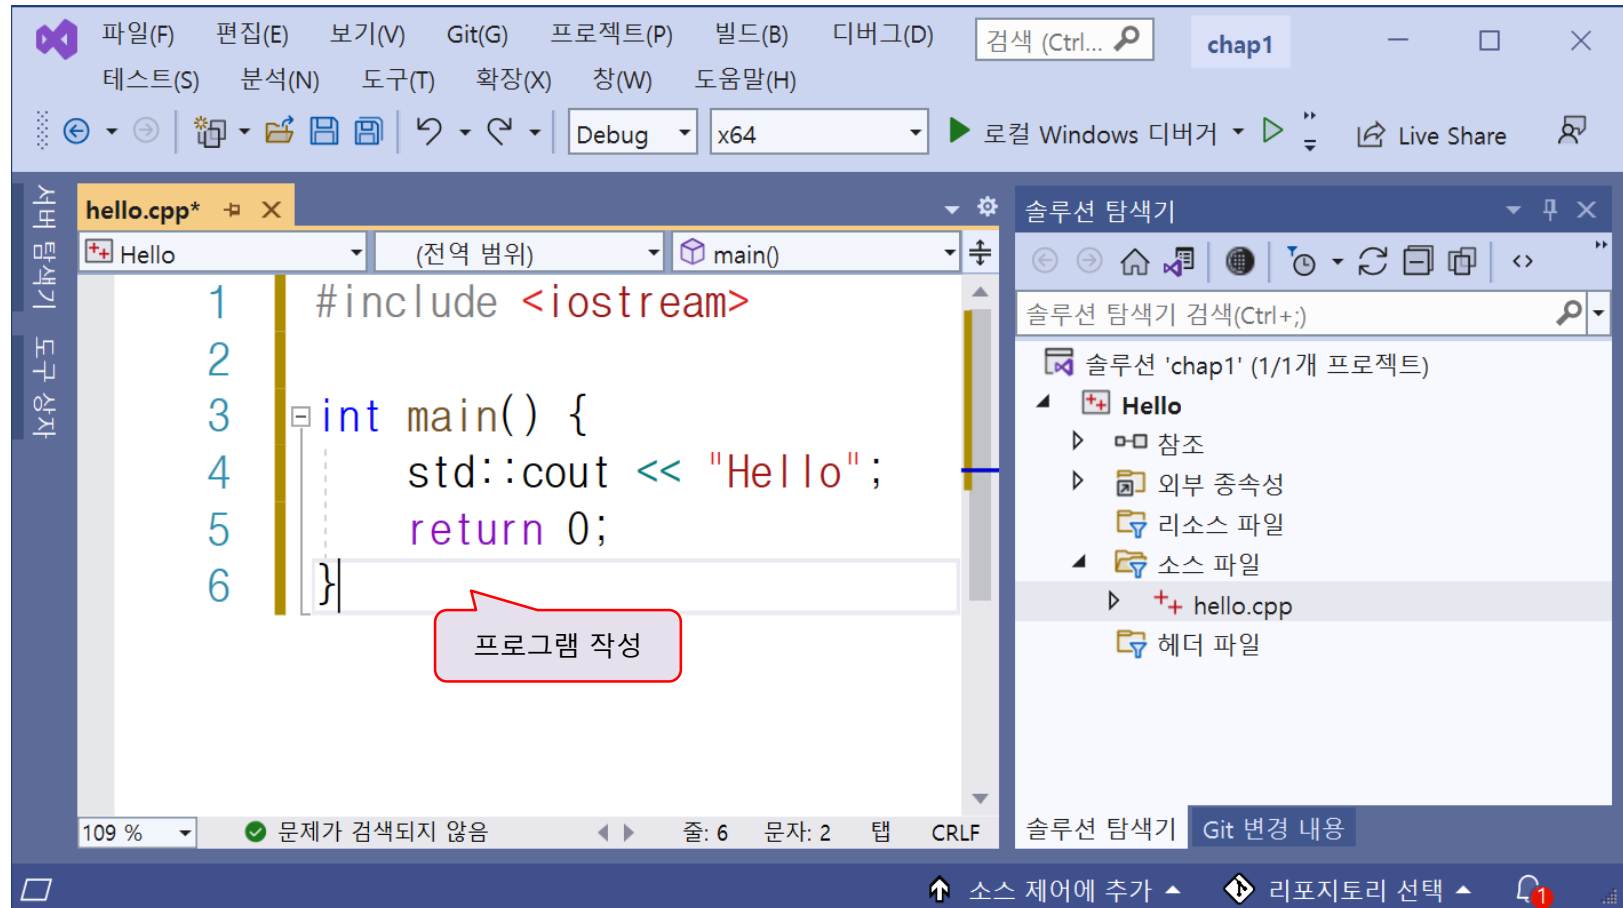 파일(F) 편집(E) 보기(V) Git(G) 프로젝트(P) 빌드(B) 디버그(D) 검색 (Ctrl... chap1
테스트(S) 분석(N) 도구(T) 확장(X) 창(W) 도움말(H)
Debug x64 로컬 Windows 디버거 Live Share
서버 탐색기
도구 상자
hello.cpp*
Hello (전역 범위) main()
1 #include <iostream>
2
3 int main() {
4 std::cout << "Hello";
5 return 0;
6 }
프로그램 작성
109 % 문제가 검색되지 않음 줄: 6 문자: 2 탭 CRLF
솔루션 탐색기
솔루션 탐색기 검색(Ctrl+;)
솔루션 'chap1' (1/1개 프로젝트)
Hello
참조
외부 종속성
리소스 파일
소스 파일
hello.cpp
헤더 파일
솔루션 탐색기 Git 변경 내용
소스 제어에 추가 리포지토리 선택 1